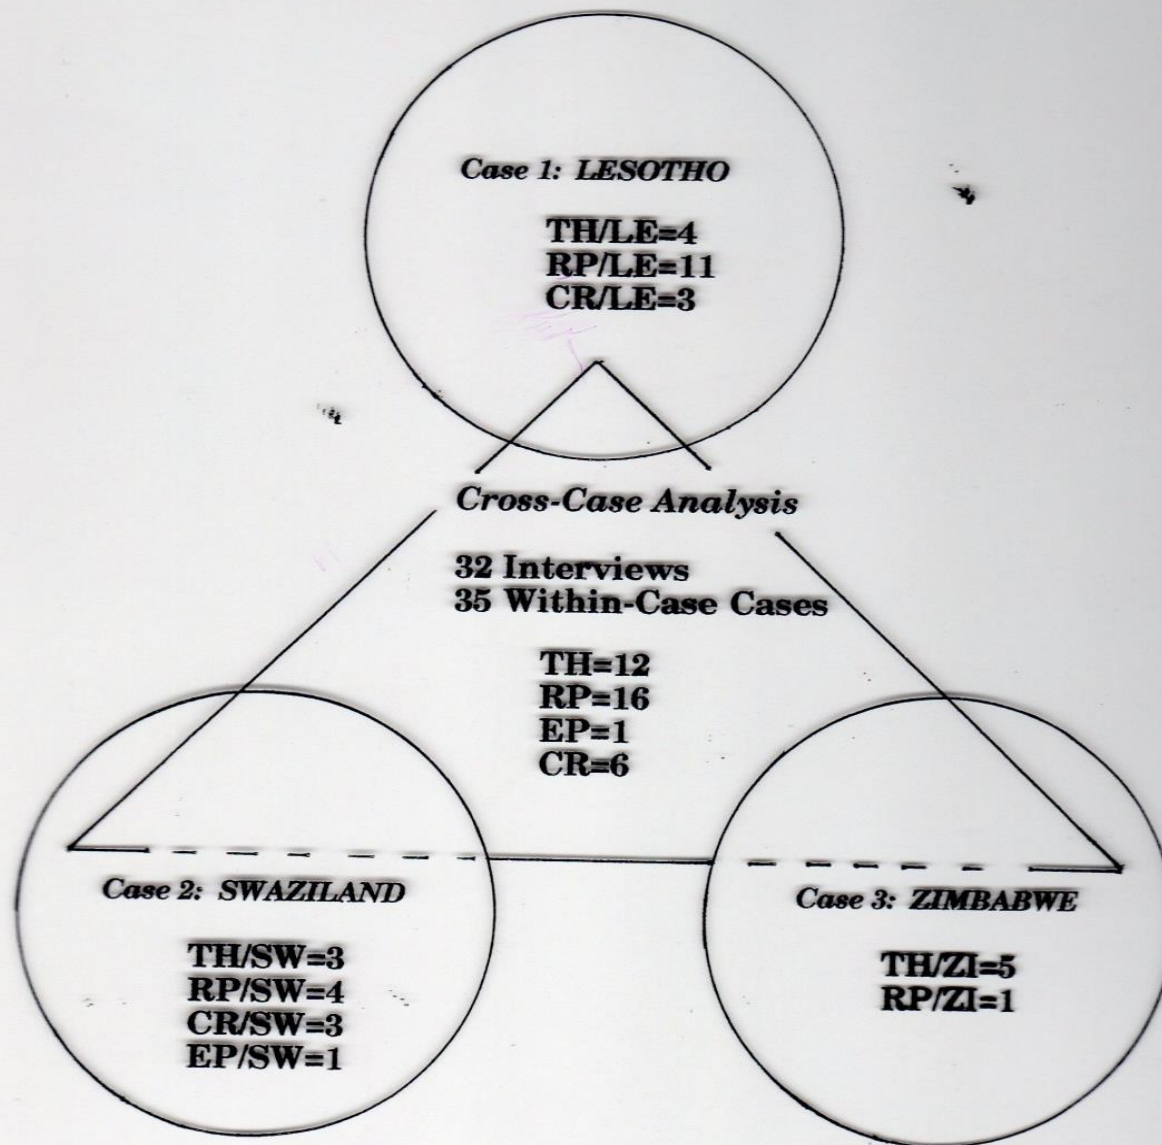 Case 1: LESOTHO
TH/LE=4
RP/LE=11
CR/LE=3
Cross-Case Analysis
32 Interviews
35 Within-Case Cases
TH=12
RP=16
EP=1
CR=6
Case 2: SWAZILAND
TH/SW=3
RP/SW=4
CR/SW=3
EP/SW=1
Case 3: ZIMBABWE
TH/ZI=5
RP/ZI=1